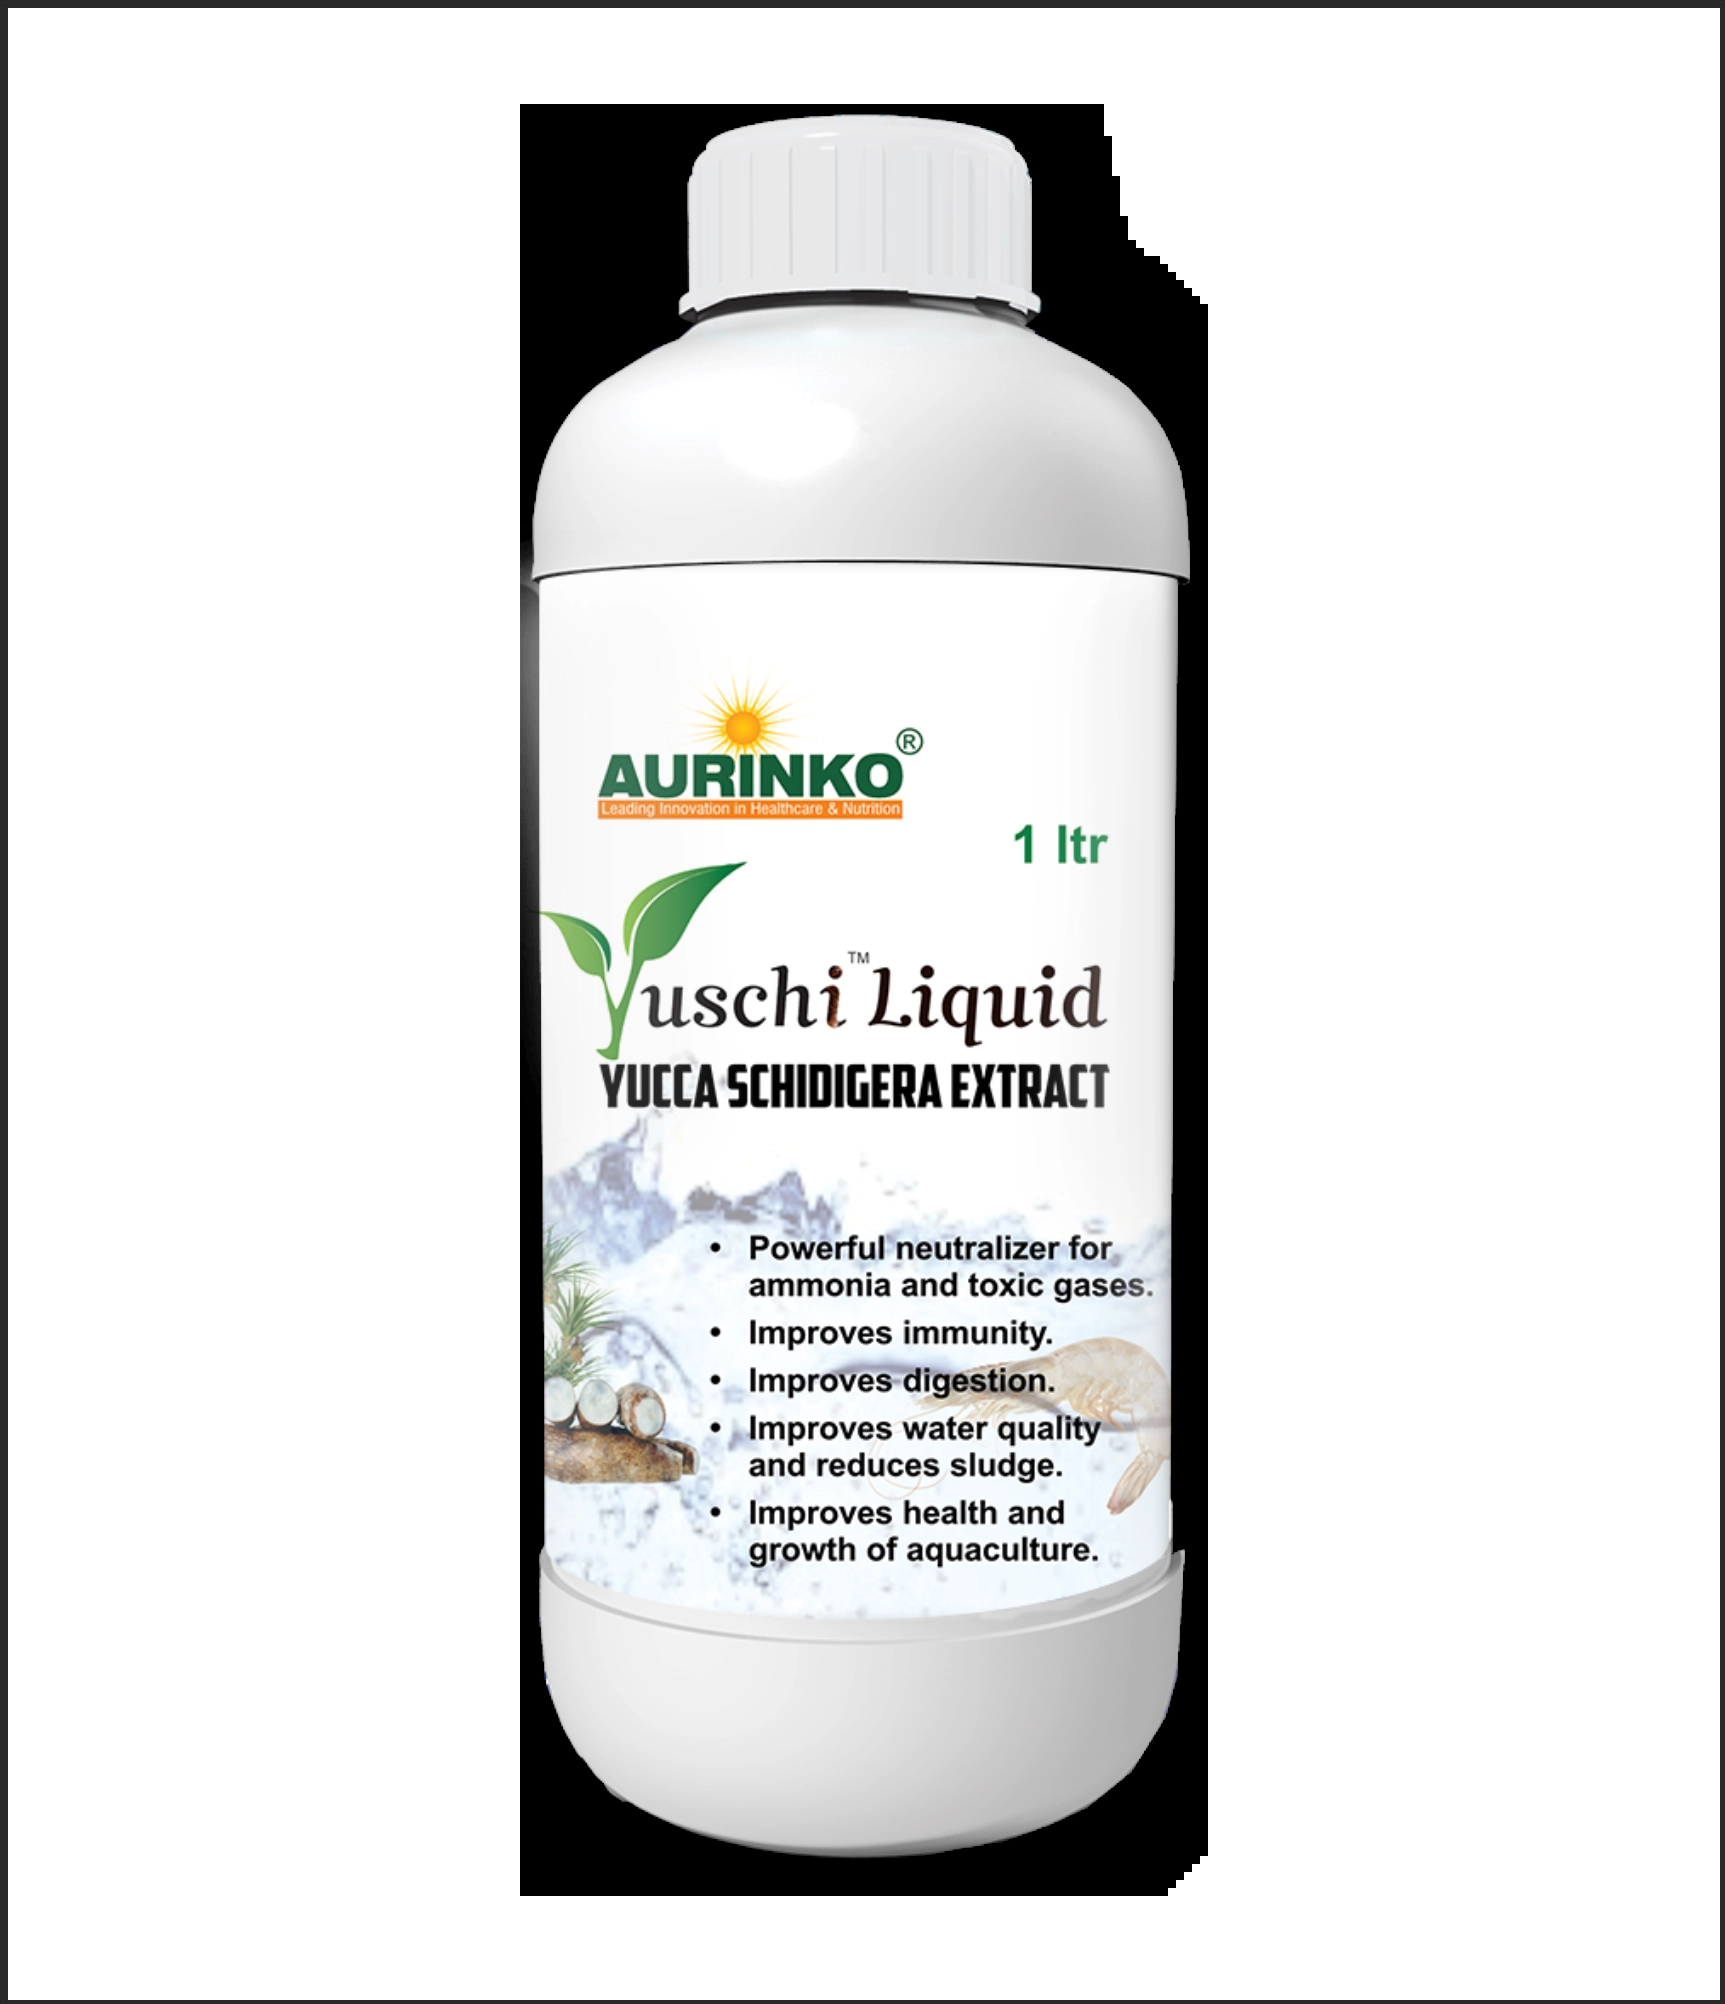 AURINKO®
Leading Innovation in Healthcare & Nutrition
1 ltr
Yuschi™ Liquid
YUCCA SCHIDIGERA EXTRACT
• Powerful neutralizer for
ammonia and toxic gases.
• Improves immunity.
• Improves digestion.
• Improves water quality
and reduces sludge.
• Improves health and
growth of aquaculture.